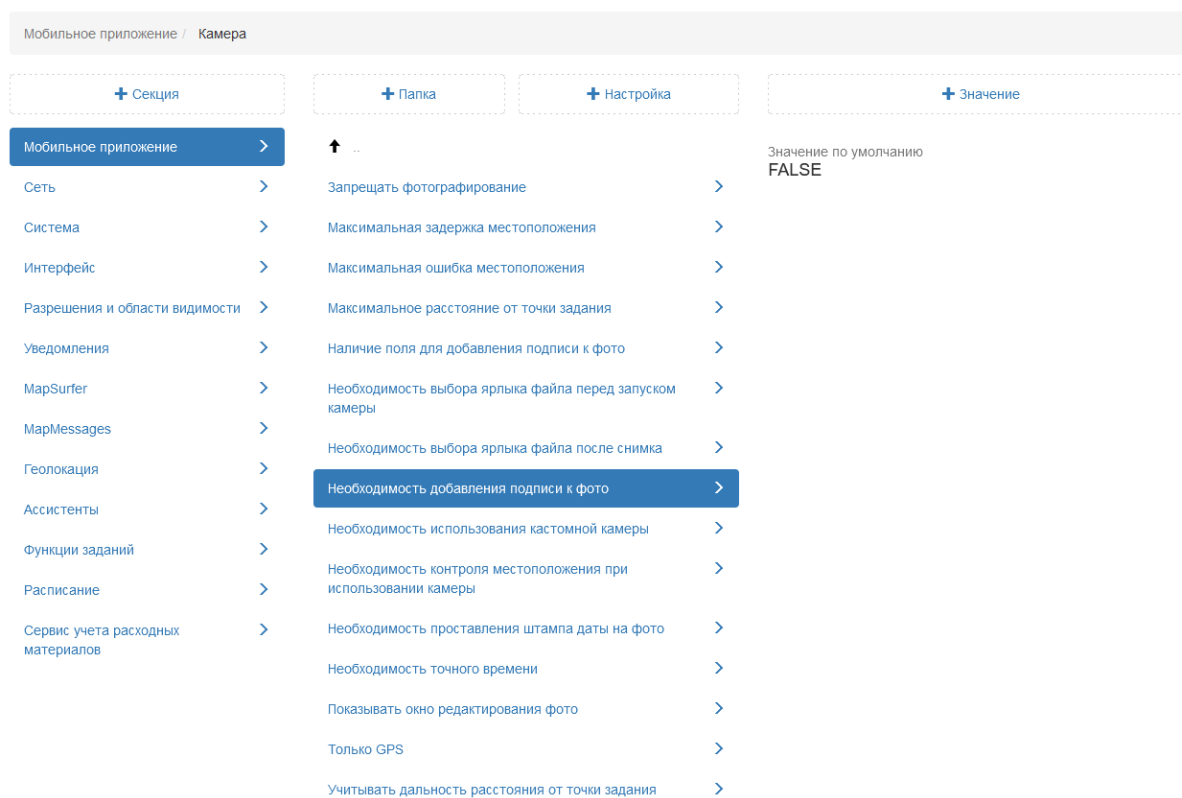 Мобильное приложение / Камера
Секция
Папка
Настройка
Значение
Мобильное приложение
Сеть
Система
Интерфейс
Разрешения и области видимости
Уведомления
MapSurfer
MapMessages
Геолокация
Ассистенты
Функции заданий
Расписание
Сервис учета расходных
материалов
..
Запрещать фотографирование
Максимальная задержка местоположения
Максимальная ошибка местоположения
Максимальное расстояние от точки задания
Наличие поля для добавления подписи к фото
Необходимость выбора ярлыка файла перед запуском
камеры
Необходимость выбора ярлыка файла после снимка
Необходимость добавления подписи к фото
Необходимость использования кастомной камеры
Необходимость контроля местоположения при
использовании камеры
Необходимость проставления штампа даты на фото
Необходимость точного времени
Показывать окно редактирования фото
Только GPS
Учитывать дальность расстояния от точки задания
Значение по умолчанию
FALSE